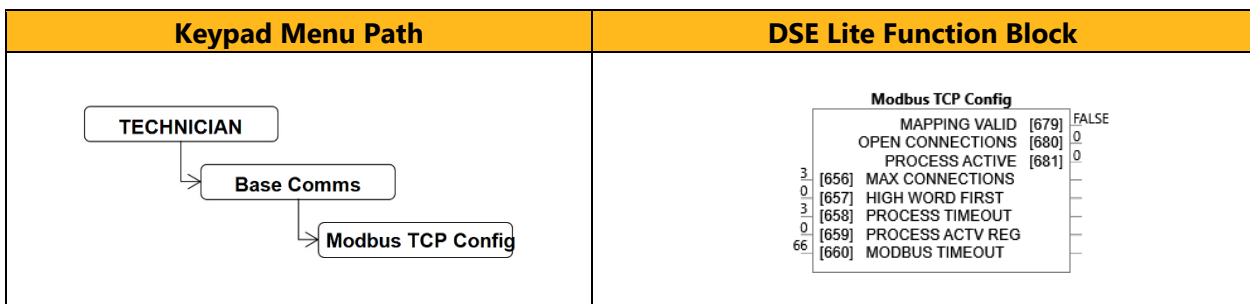 Keypad Menu Path
DSE Lite Function Block
TECHNICIAN
Base Comms
Modbus TCP Config
Modbus TCP Config
MAPPING VALID [679] FALSE
OPEN CONNECTIONS [680] 0
PROCESS ACTIVE [681] 0
3 [656] MAX CONNECTIONS
0 [657] HIGH WORD FIRST
3 [658] PROCESS TIMEOUT
0 [659] PROCESS ACTV REG
66 [660] MODBUS TIMEOUT